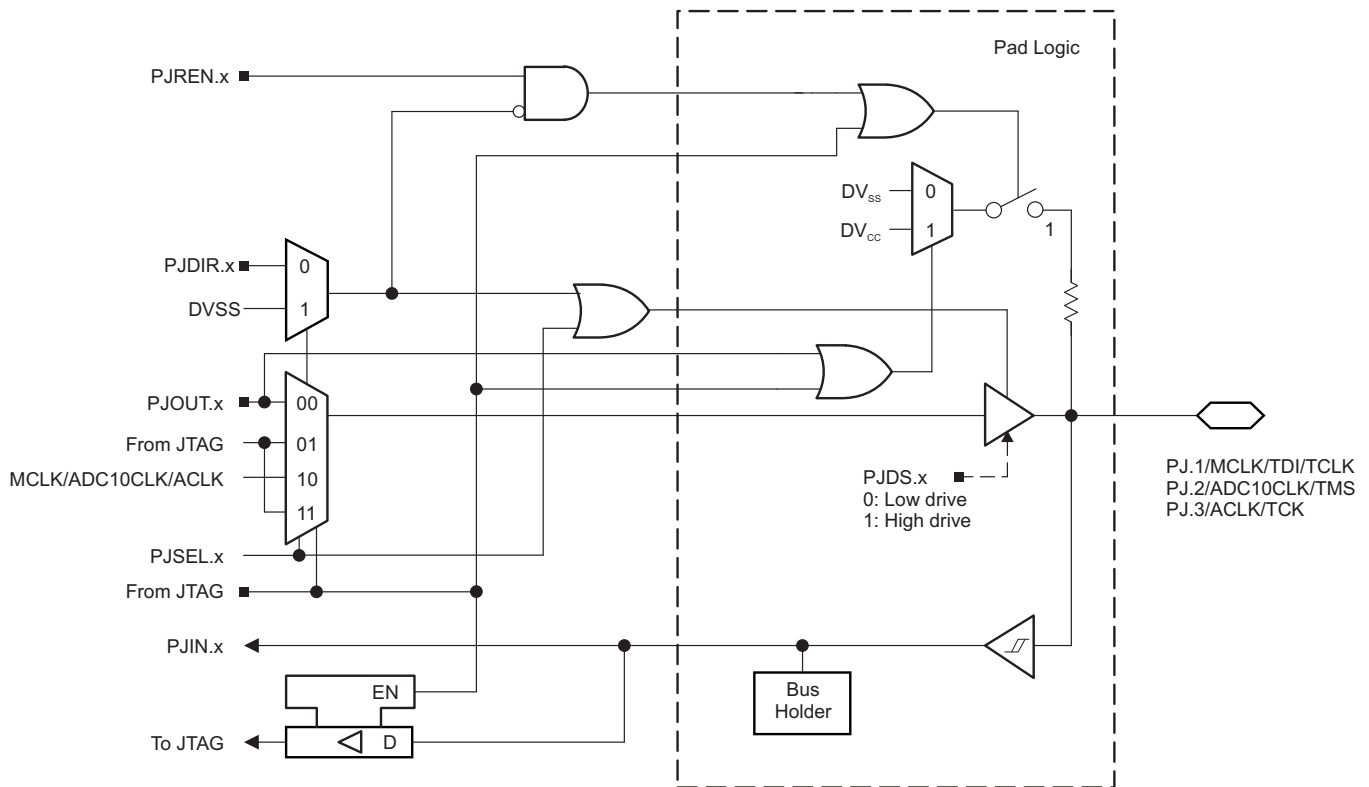 Pad Logic
PJREN.x
DVSS
0
DVCC
1
1
PJDIR.x
0
DVSS
1
PJOUT.x
00
From JTAG
01
MCLK/ADC10CLK/ACLK
10
11
PJDS.x
0: Low drive
1: High drive
PJ.1/MCLK/TDI/TCLK
PJ.2/ADC10CLK/TMS
PJ.3/ACLK/TCK
PJSEL.x
From JTAG
PJIN.x
Bus
Holder
EN
To JTAG
D